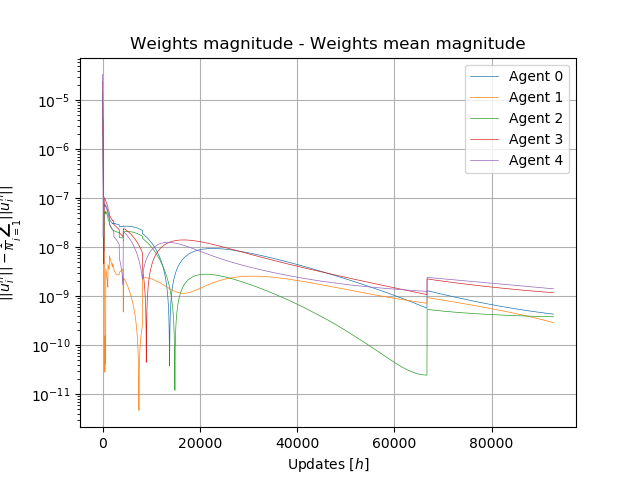 Weights magnitude - Weights mean magnitude
Agent 0
Agent 1
Agent 2
Agent 3
Agent 4
10⁻⁵
10⁻⁶
10⁻⁷
10⁻⁸
10⁻⁹
10⁻¹⁰
10⁻¹¹
0 20000 40000 60000 80000
Updates [h]